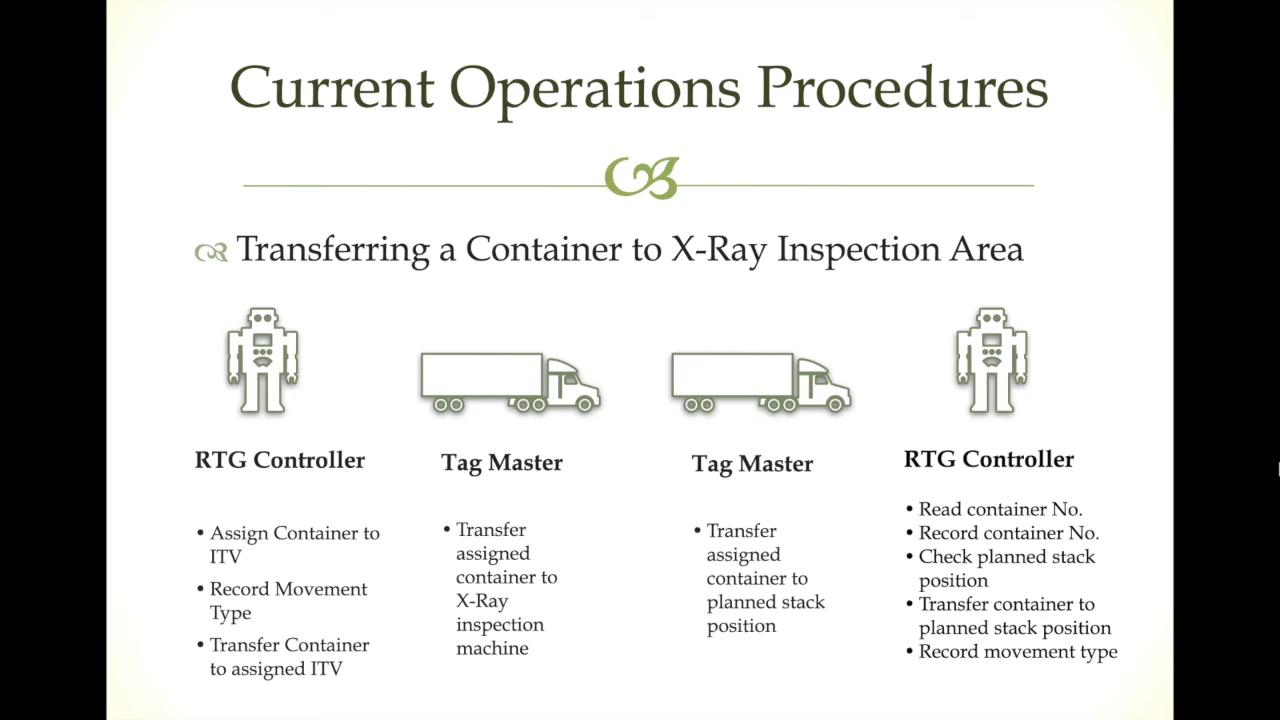 Current Operations Procedures
Transferring a Container to X-Ray Inspection Area
RTG Controller
• Assign Container to
ITV
• Record Movement
Type
• Transfer Container
to assigned ITV
Tag Master
• Transfer
assigned
container to
X-Ray
inspection
machine
Tag Master
• Transfer
assigned
container to
planned stack
position
RTG Controller
• Read container No.
• Record container No.
• Check planned stack
position
• Transfer container to
planned stack position
• Record movement type